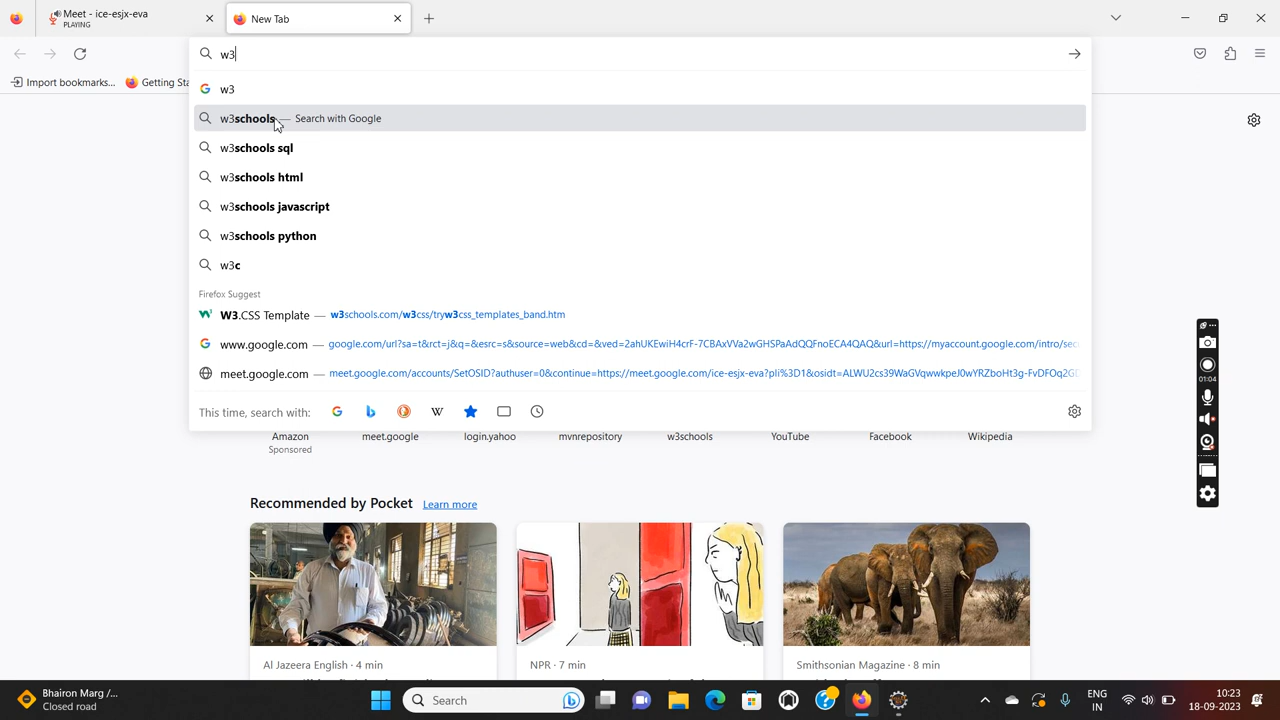 Meet - ice-esjx-eva
PLAYING
New Tab
w3
Import bookmarks... Getting Sta
w3
w3schools — Search with Google
w3schools sql
w3schools html
w3schools javascript
w3schools python
w3c
Firefox Suggest
W3.CSS Template — w3schools.com/w3css/tryw3css_templates_band.htm
www.google.com — google.com/url?sa=t&rct=j&q=&esrc=s&source=web&cd=&ved=2ahUKEwiH4crF-7CBAxVVa2wGHSPaAdQQFnoECA4QAQ&url=https://myaccount.google.com/intro/sec
meet.google.com — meet.google.com/accounts/SetOSID?authuser=0&continue=https://meet.google.com/ice-esjx-eva?pli%3D1&osidt=ALWU2cs39WaGVqwwkpeJ0wYRZboHt3g-FvDFOq2G
This time, search with:
Amazon meet.google login.yahoo mvnrepository w3schools YouTube Facebook Wikipedia
Sponsored
Recommended by Pocket Learn more
Al Jazeera English · 4 min NPR · 7 min Smithsonian Magazine · 8 min
01:04
Bhairon Marg /...
Closed road
Search
ENG
IN
10:23
18-09-2023